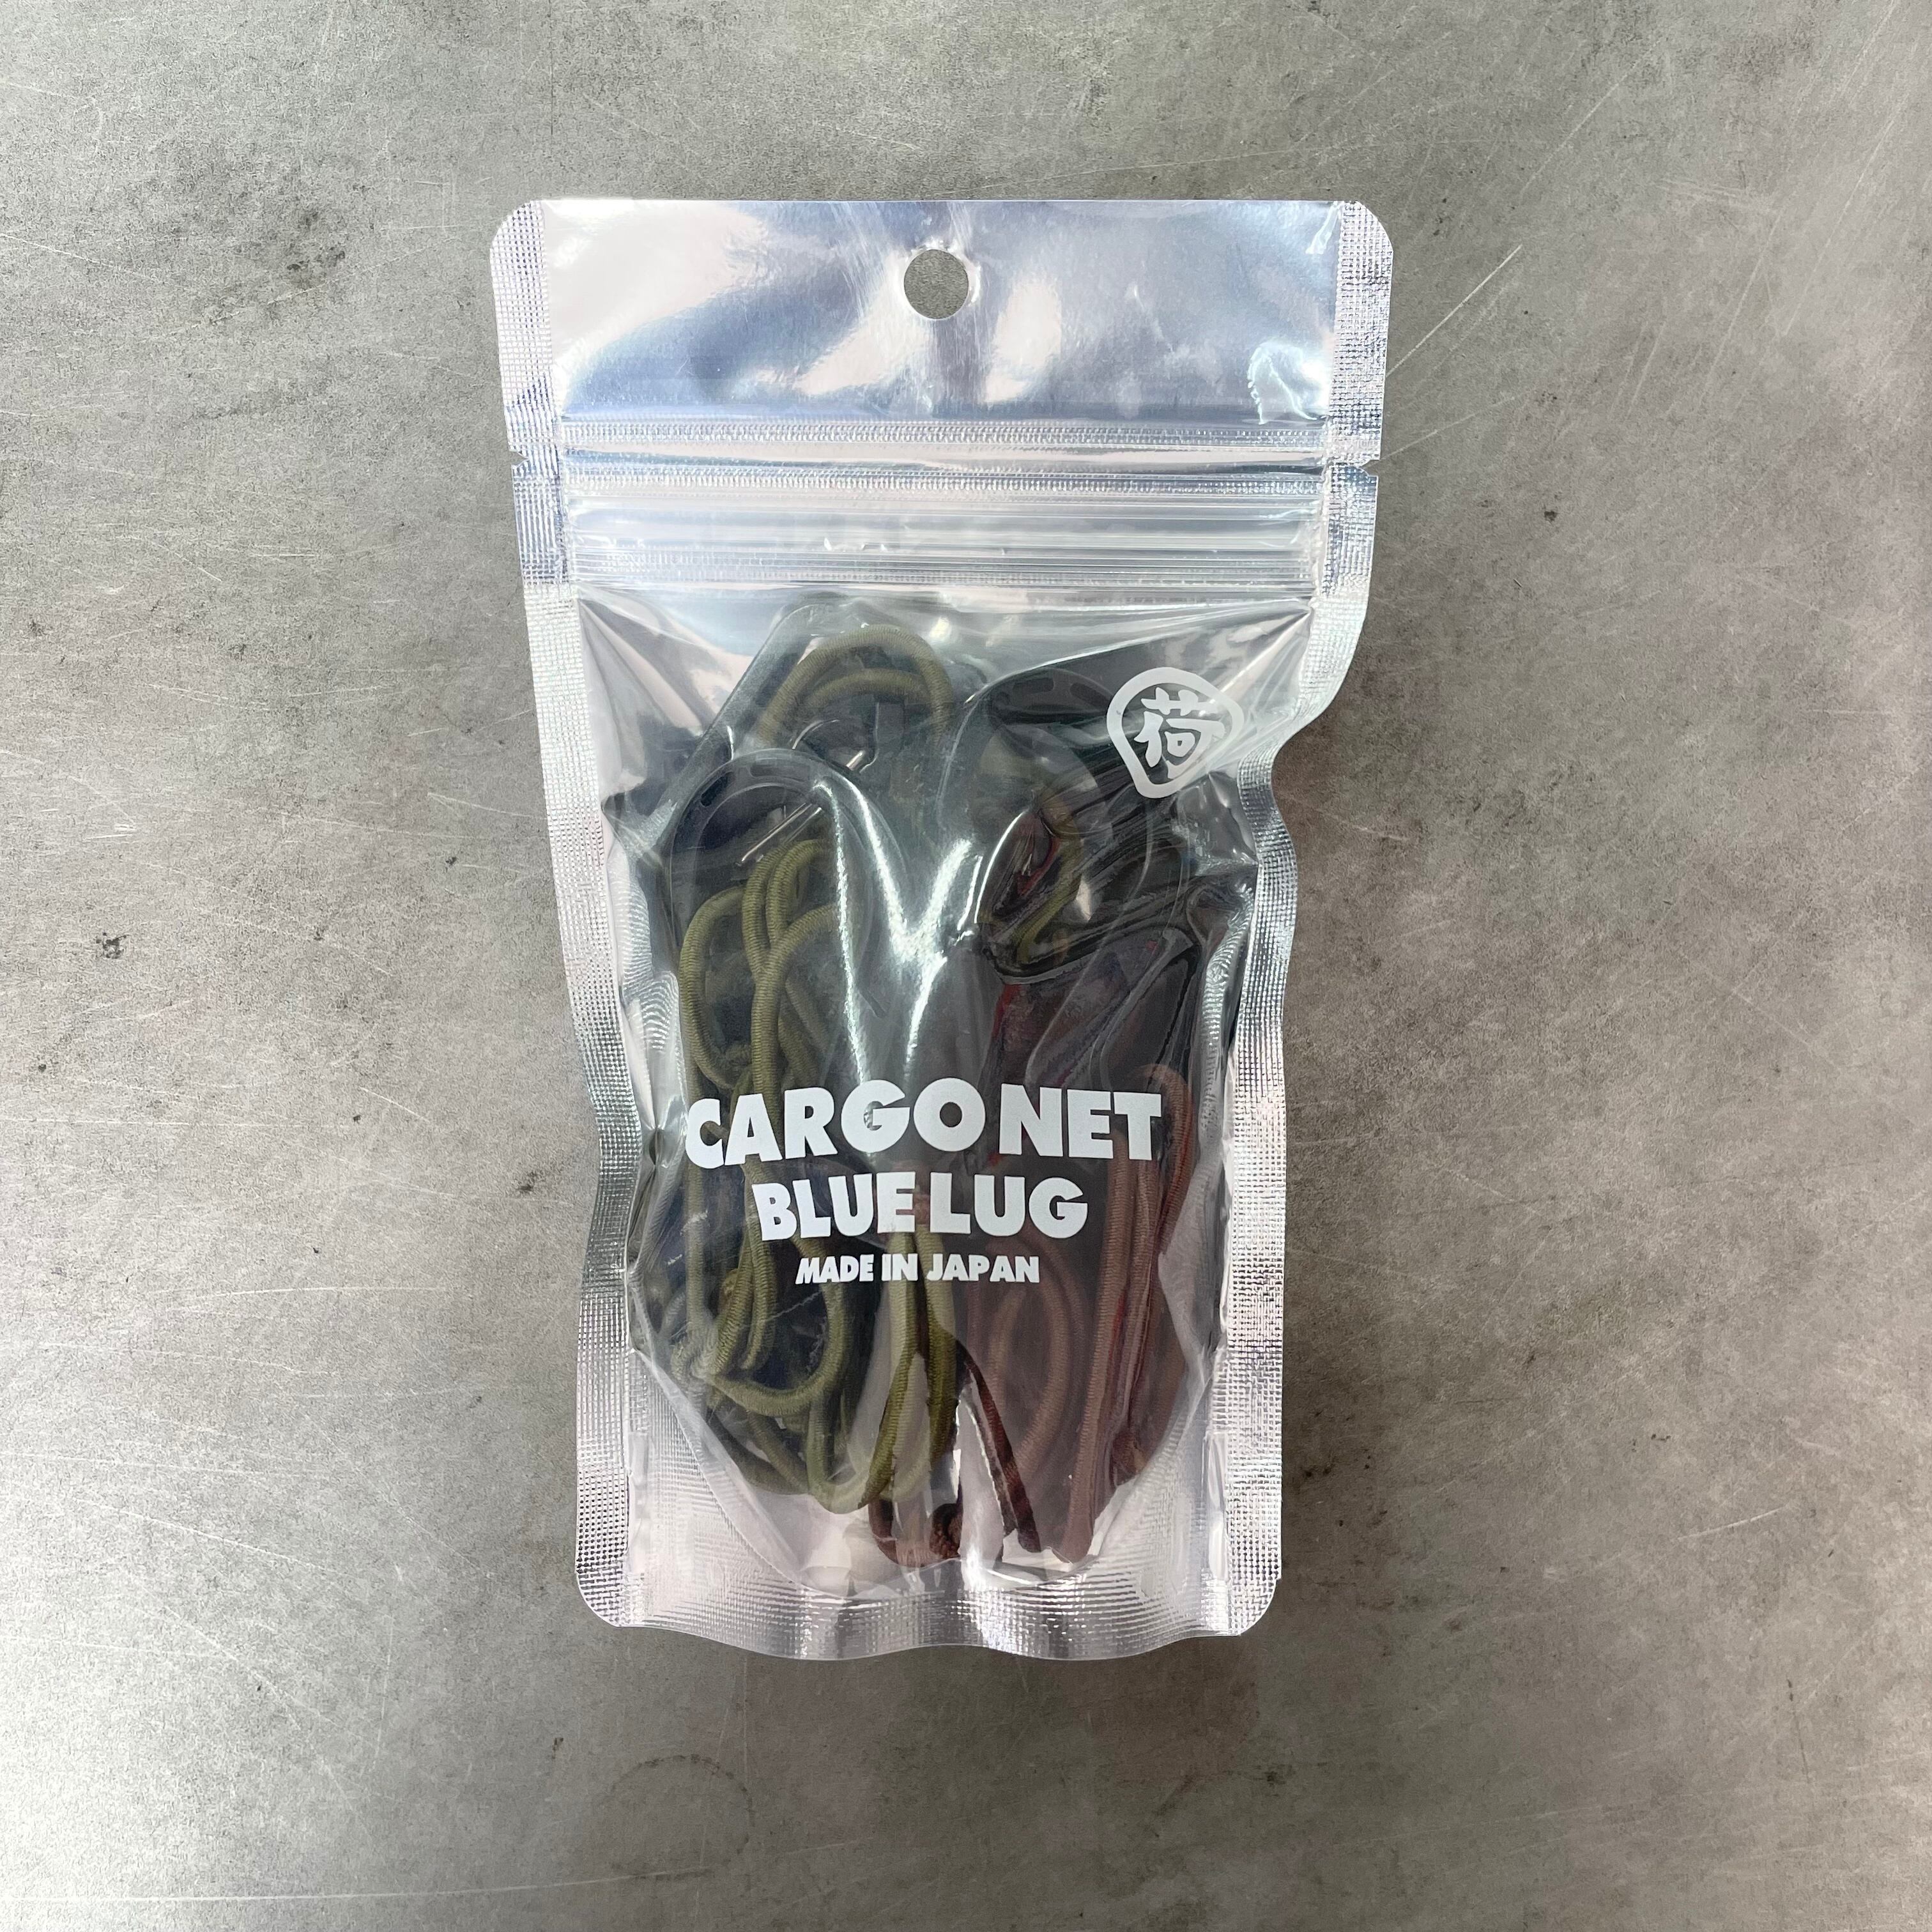 荷
CARGO NET
BLUE LUG
MADE IN JAPAN